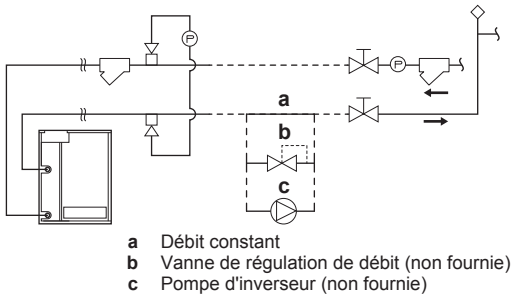 P
P
a
b
c
a Débit constant
b Vanne de régulation de débit (non fournie)
c Pompe d'inverseur (non fournie)